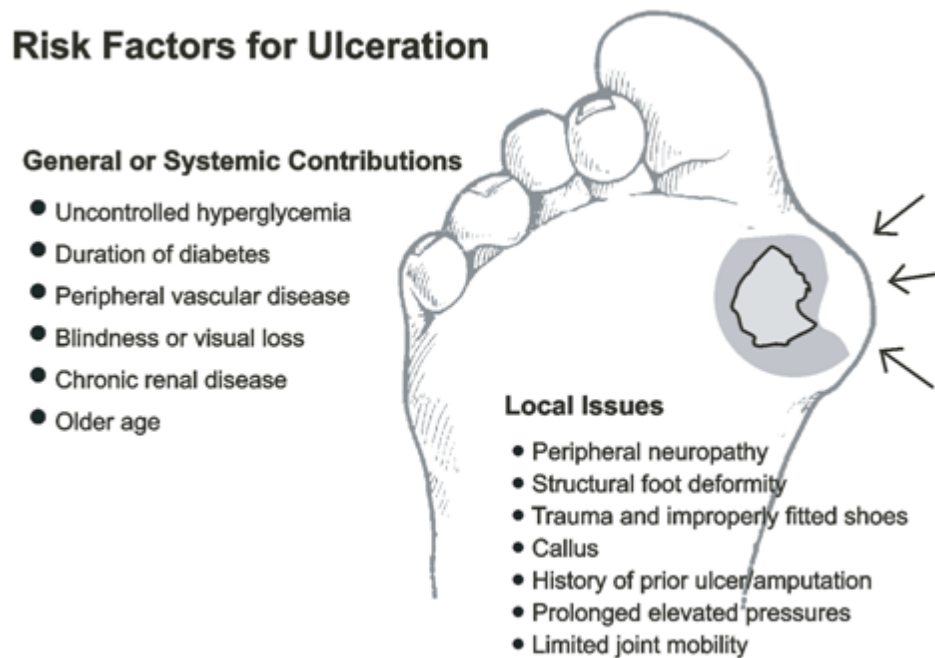 Risk Factors for Ulceration
General or Systemic Contributions
● Uncontrolled hyperglycemia
● Duration of diabetes
● Peripheral vascular disease
● Blindness or visual loss
● Chronic renal disease
● Older age
Local Issues
● Peripheral neuropathy
● Structural foot deformity
● Trauma and improperly fitted shoes
● Callus
● History of prior ulcer/amputation
● Prolonged elevated pressures
● Limited joint mobility